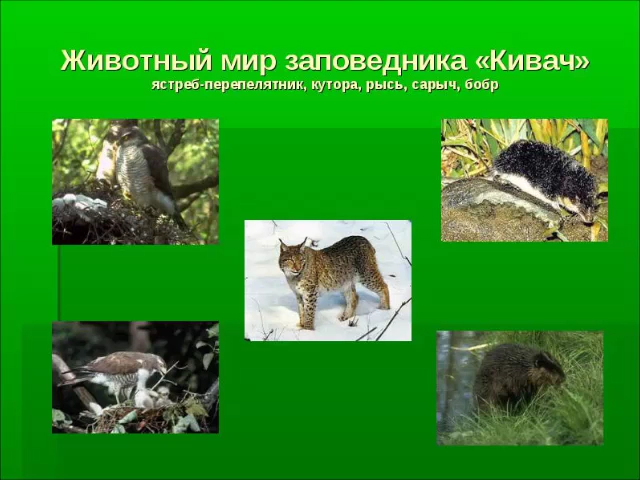 Животный мир заповедника «Кивач»
ястреб-перепелятник, кутора, рысь, сарыч, бобр